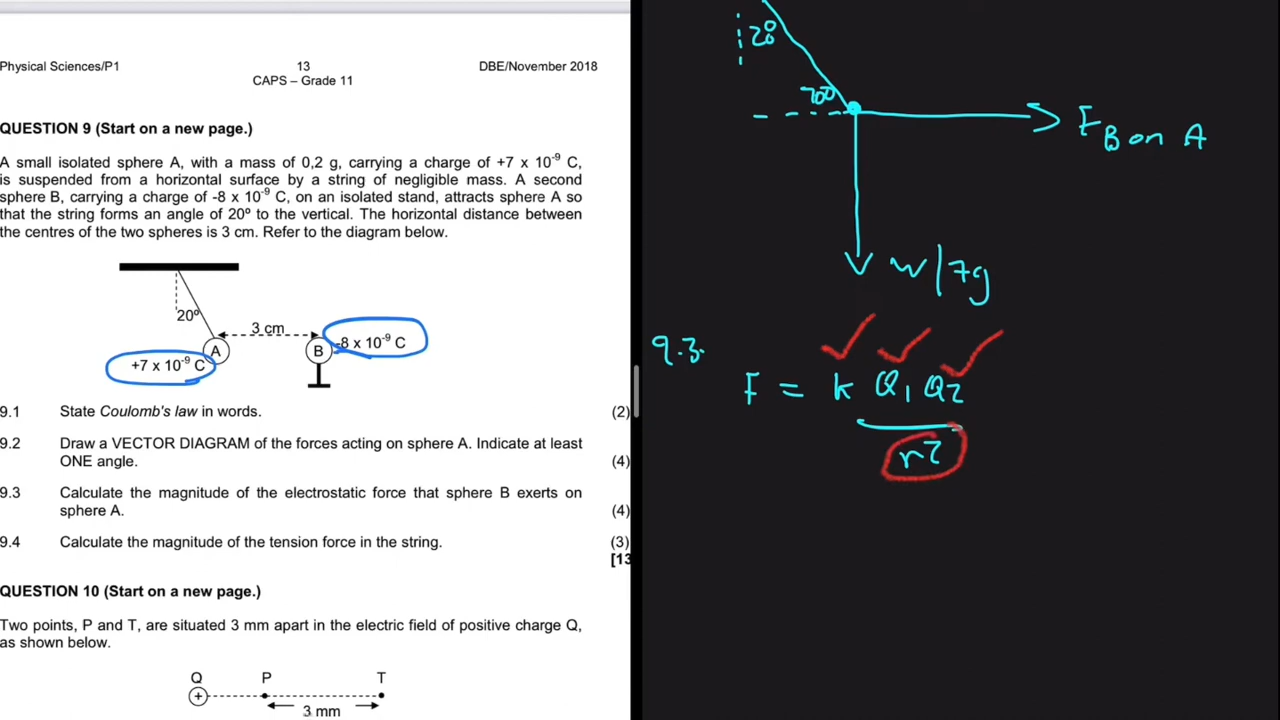 Physical Sciences/P1 13 DBE/November 2018
CAPS – Grade 11
QUESTION 9 (Start on a new page.)
A small isolated sphere A, with a mass of 0,2 g, carrying a charge of +7 x 10⁻⁹ C,
is suspended from a horizontal surface by a string of negligible mass. A second
sphere B, carrying a charge of -8 x 10⁻⁹ C, on an isolated stand, attracts sphere A so
that the string forms an angle of 20º to the vertical. The horizontal distance between
the centres of the two spheres is 3 cm. Refer to the diagram below.
20º
3 cm
A
B
-8 x 10⁻⁹ C
+7 x 10⁻⁹ C
9.1 State Coulomb's law in words. (2)
9.2 Draw a VECTOR DIAGRAM of the forces acting on sphere A. Indicate at least
ONE angle. (4)
9.3 Calculate the magnitude of the electrostatic force that sphere B exerts on
sphere A. (4)
9.4 Calculate the magnitude of the tension force in the string. (3)
[13
QUESTION 10 (Start on a new page.)
Two points, P and T, are situated 3 mm apart in the electric field of positive charge Q,
as shown below.
Q P T
+
3 mm
20
70°
F B on A
w/7g
9.3.
F = k Q1 Q2
r2